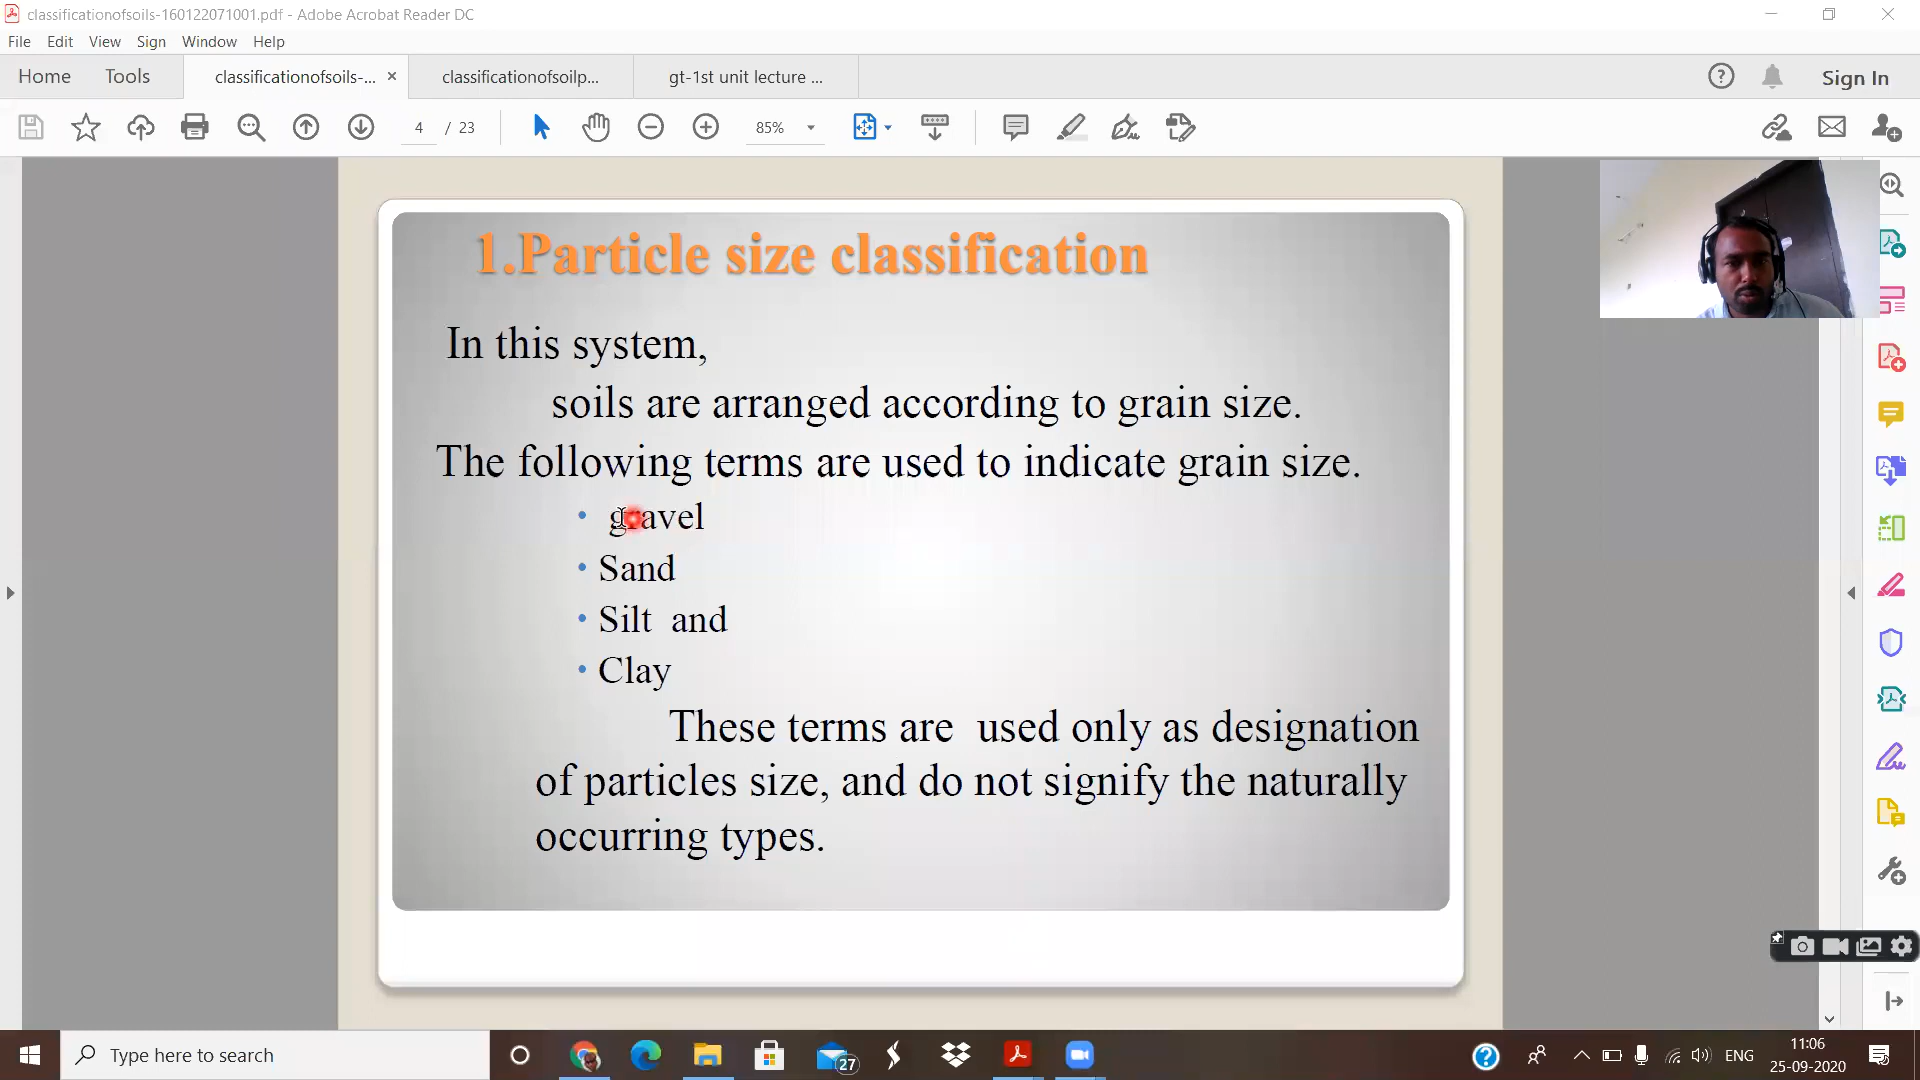 classificationofsoils-160122071001.pdf - Adobe Acrobat Reader DC
File Edit View Sign Window Help
Home Tools classificationofsoils-... × classificationofsoilp... gt-1st unit lecture ... Sign In
4 / 23 85%
1.Particle size classification
In this system,
soils are arranged according to grain size.
The following terms are used to indicate grain size.
• gravel
• Sand
• Silt and
• Clay
These terms are used only as designation
of particles size, and do not signify the naturally
occurring types.
Type here to search
27
ENG
11:06
25-09-2020